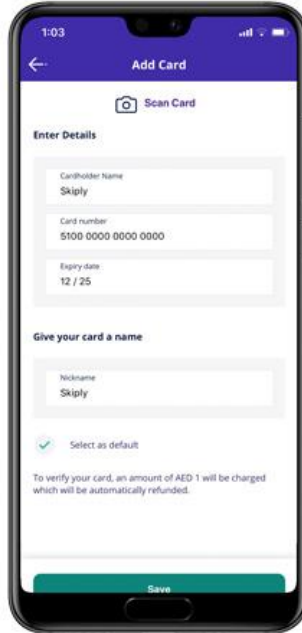 1:03
Add Card
Scan Card
Enter Details
Cardholder Name
Skiply
Card number
5100 0000 0000 0000
Expiry date
12 / 25
Give your card a name
Nickname
Skiply
Select as default
To verify your card, an amount of AED 1 will be charged
which will be automatically refunded.
Save